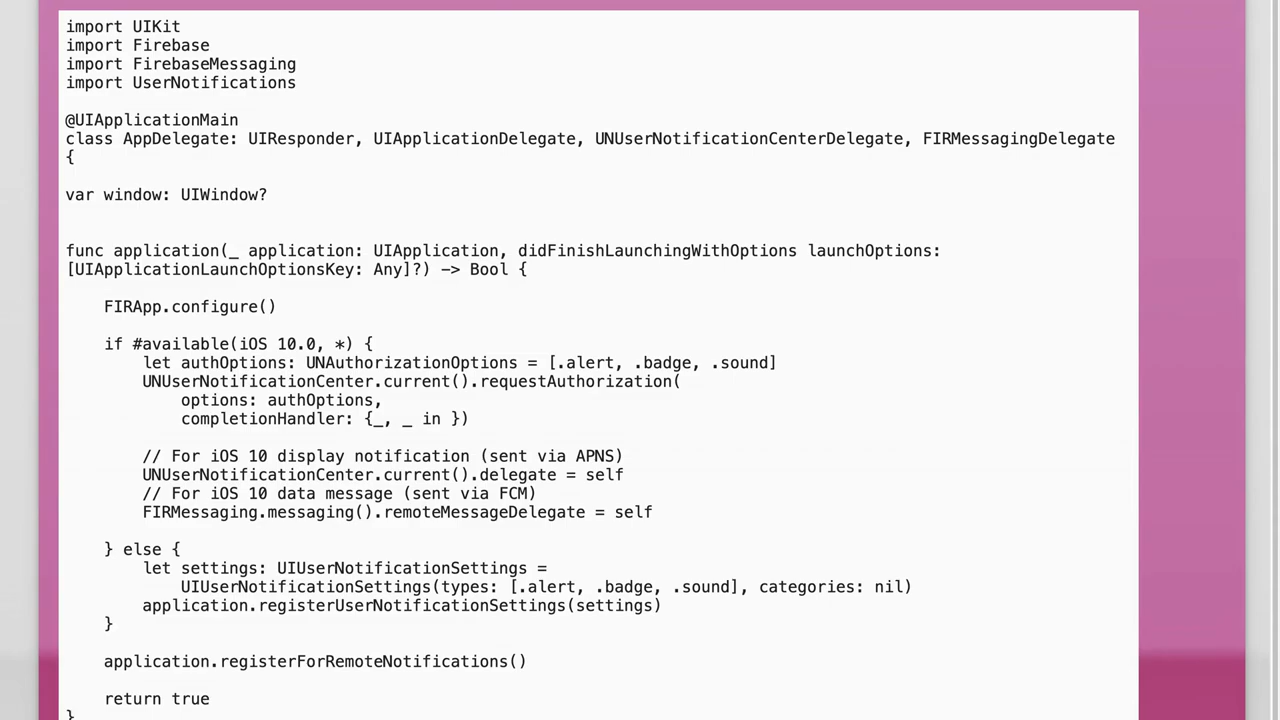 import UIKit
import Firebase
import FirebaseMessaging
import UserNotifications
@UIApplicationMain
class AppDelegate: UIResponder, UIApplicationDelegate, UNUserNotificationCenterDelegate, FIRMessagingDelegate
{
var window: UIWindow?
func application(_ application: UIApplication, didFinishLaunchingWithOptions launchOptions:
[UIApplicationLaunchOptionsKey: Any]?) -> Bool {
    FIRApp.configure()
    if #available(iOS 10.0, *) {
        let authOptions: UNAuthorizationOptions = [.alert, .badge, .sound]
        UNUserNotificationCenter.current().requestAuthorization(
            options: authOptions,
            completionHandler: {_, _ in })
        // For iOS 10 display notification (sent via APNS)
        UNUserNotificationCenter.current().delegate = self
        // For iOS 10 data message (sent via FCM)
        FIRMessaging.messaging().remoteMessageDelegate = self
    } else {
        let settings: UIUserNotificationSettings =
            UIUserNotificationSettings(types: [.alert, .badge, .sound], categories: nil)
        application.registerUserNotificationSettings(settings)
    }
    application.registerForRemoteNotifications()
    return true
}